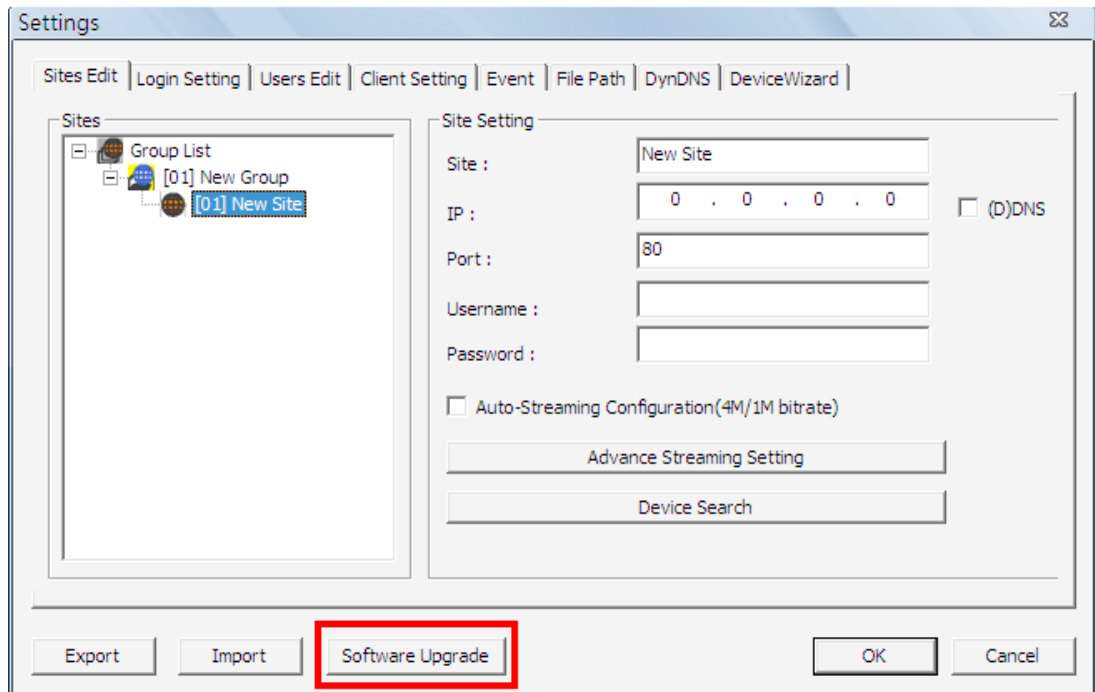 Settings
Sites Edit Login Setting Users Edit Client Setting Event File Path DynDNS DeviceWizard
Sites
Group List
[01] New Group
[01] New Site
Site Setting
Site : New Site
IP : 0 . 0 . 0 . 0 (D)DNS
Port : 80
Username :
Password :
Auto-Streaming Configuration(4M/1M bitrate)
Advance Streaming Setting
Device Search
Export Import Software Upgrade OK Cancel